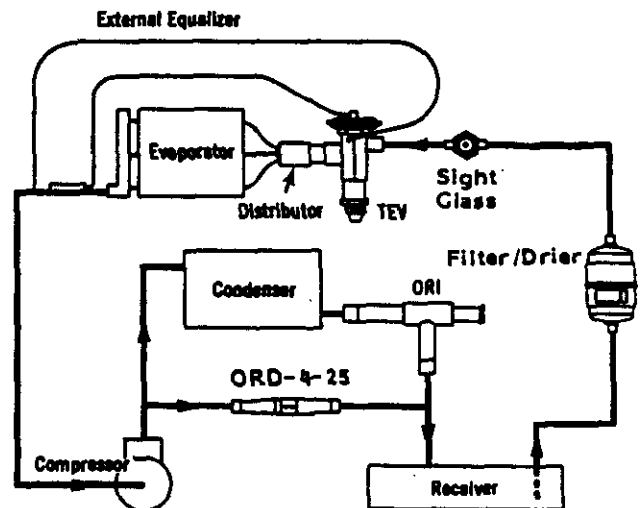 External Equalizer
Evaporator
Distributor
TEV
Sight
Glass
Filter/Drier
Condenser
ORI
ORD-4-25
Compressor
Receiver